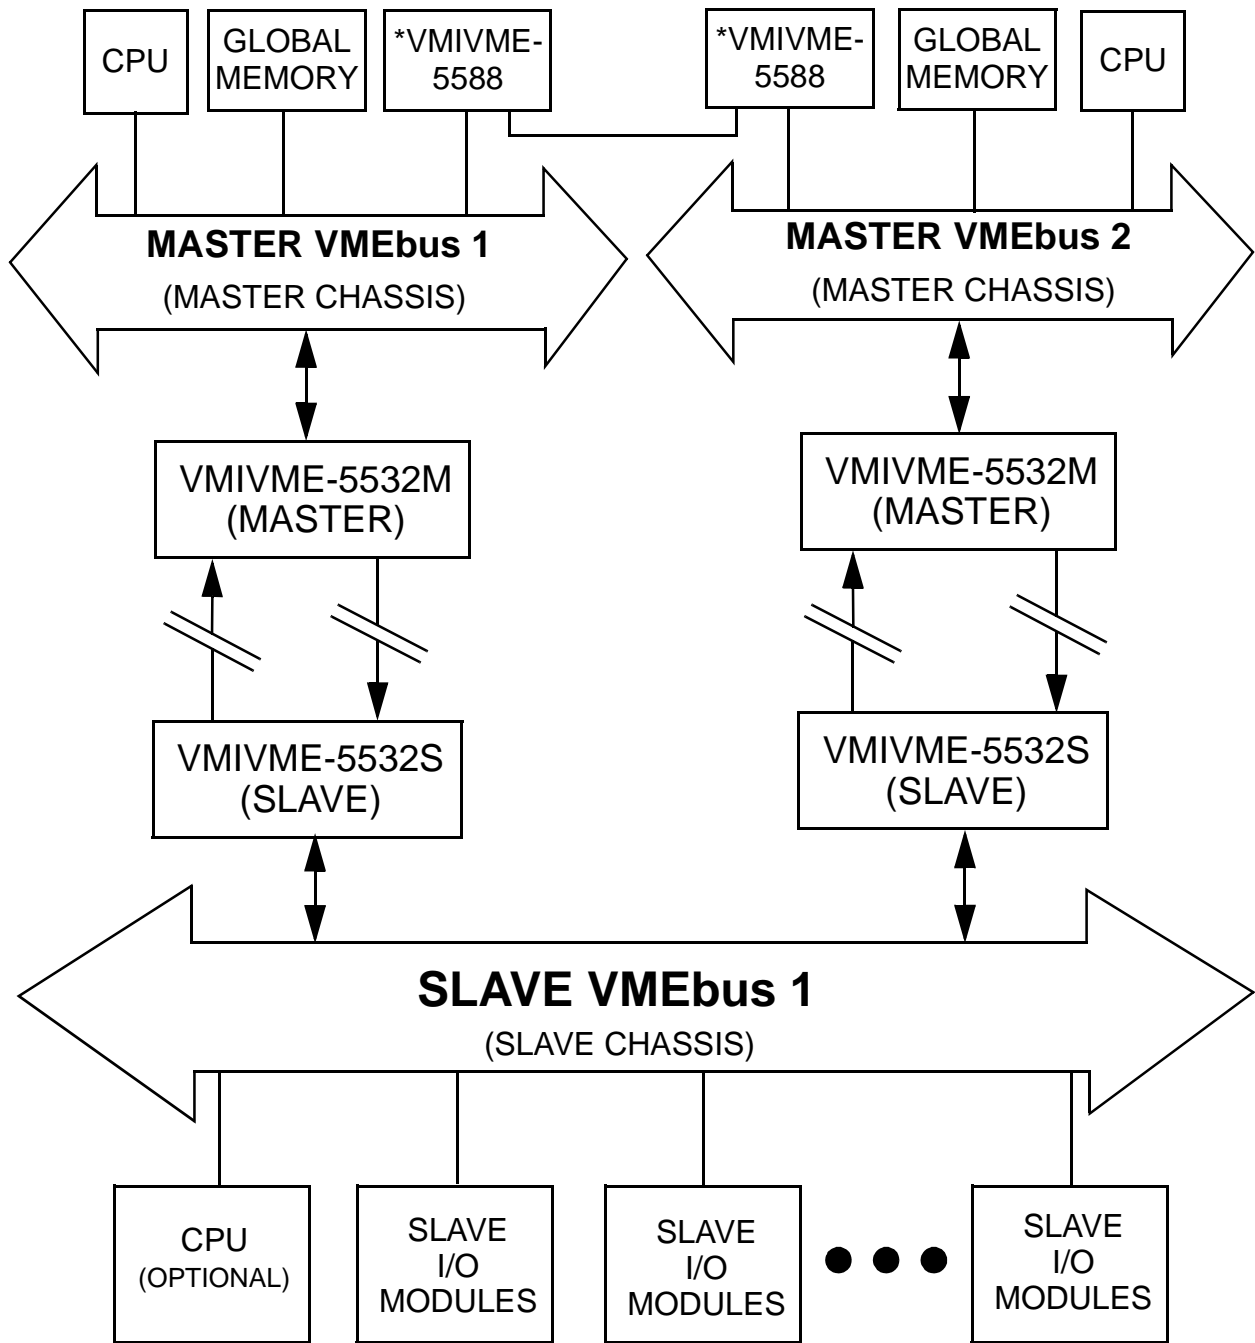 CPU
GLOBAL
MEMORY
*VMIVME-
5588
*VMIVME-
5588
GLOBAL
MEMORY
CPU
MASTER VMEbus 1
(MASTER CHASSIS)
MASTER VMEbus 2
(MASTER CHASSIS)
VMIVME-5532M
(MASTER)
VMIVME-5532M
(MASTER)
VMIVME-5532S
(SLAVE)
VMIVME-5532S
(SLAVE)
SLAVE VMEbus 1
(SLAVE CHASSIS)
CPU
(OPTIONAL)
SLAVE
I/O
MODULES
SLAVE
I/O
MODULES
SLAVE
I/O
MODULES